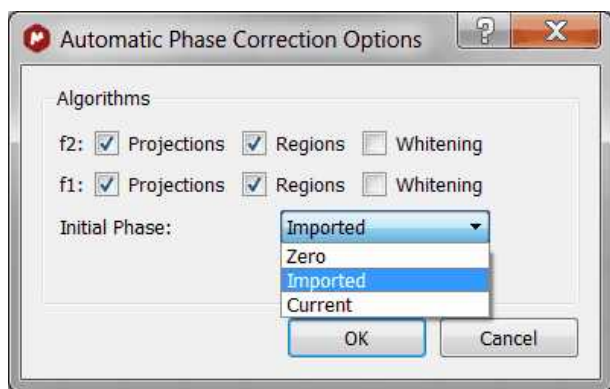 Automatic Phase Correction Options
Algorithms
f2: Projections Regions Whitening
f1: Projections Regions Whitening
Initial Phase: Imported
Zero
Imported
Current
OK Cancel